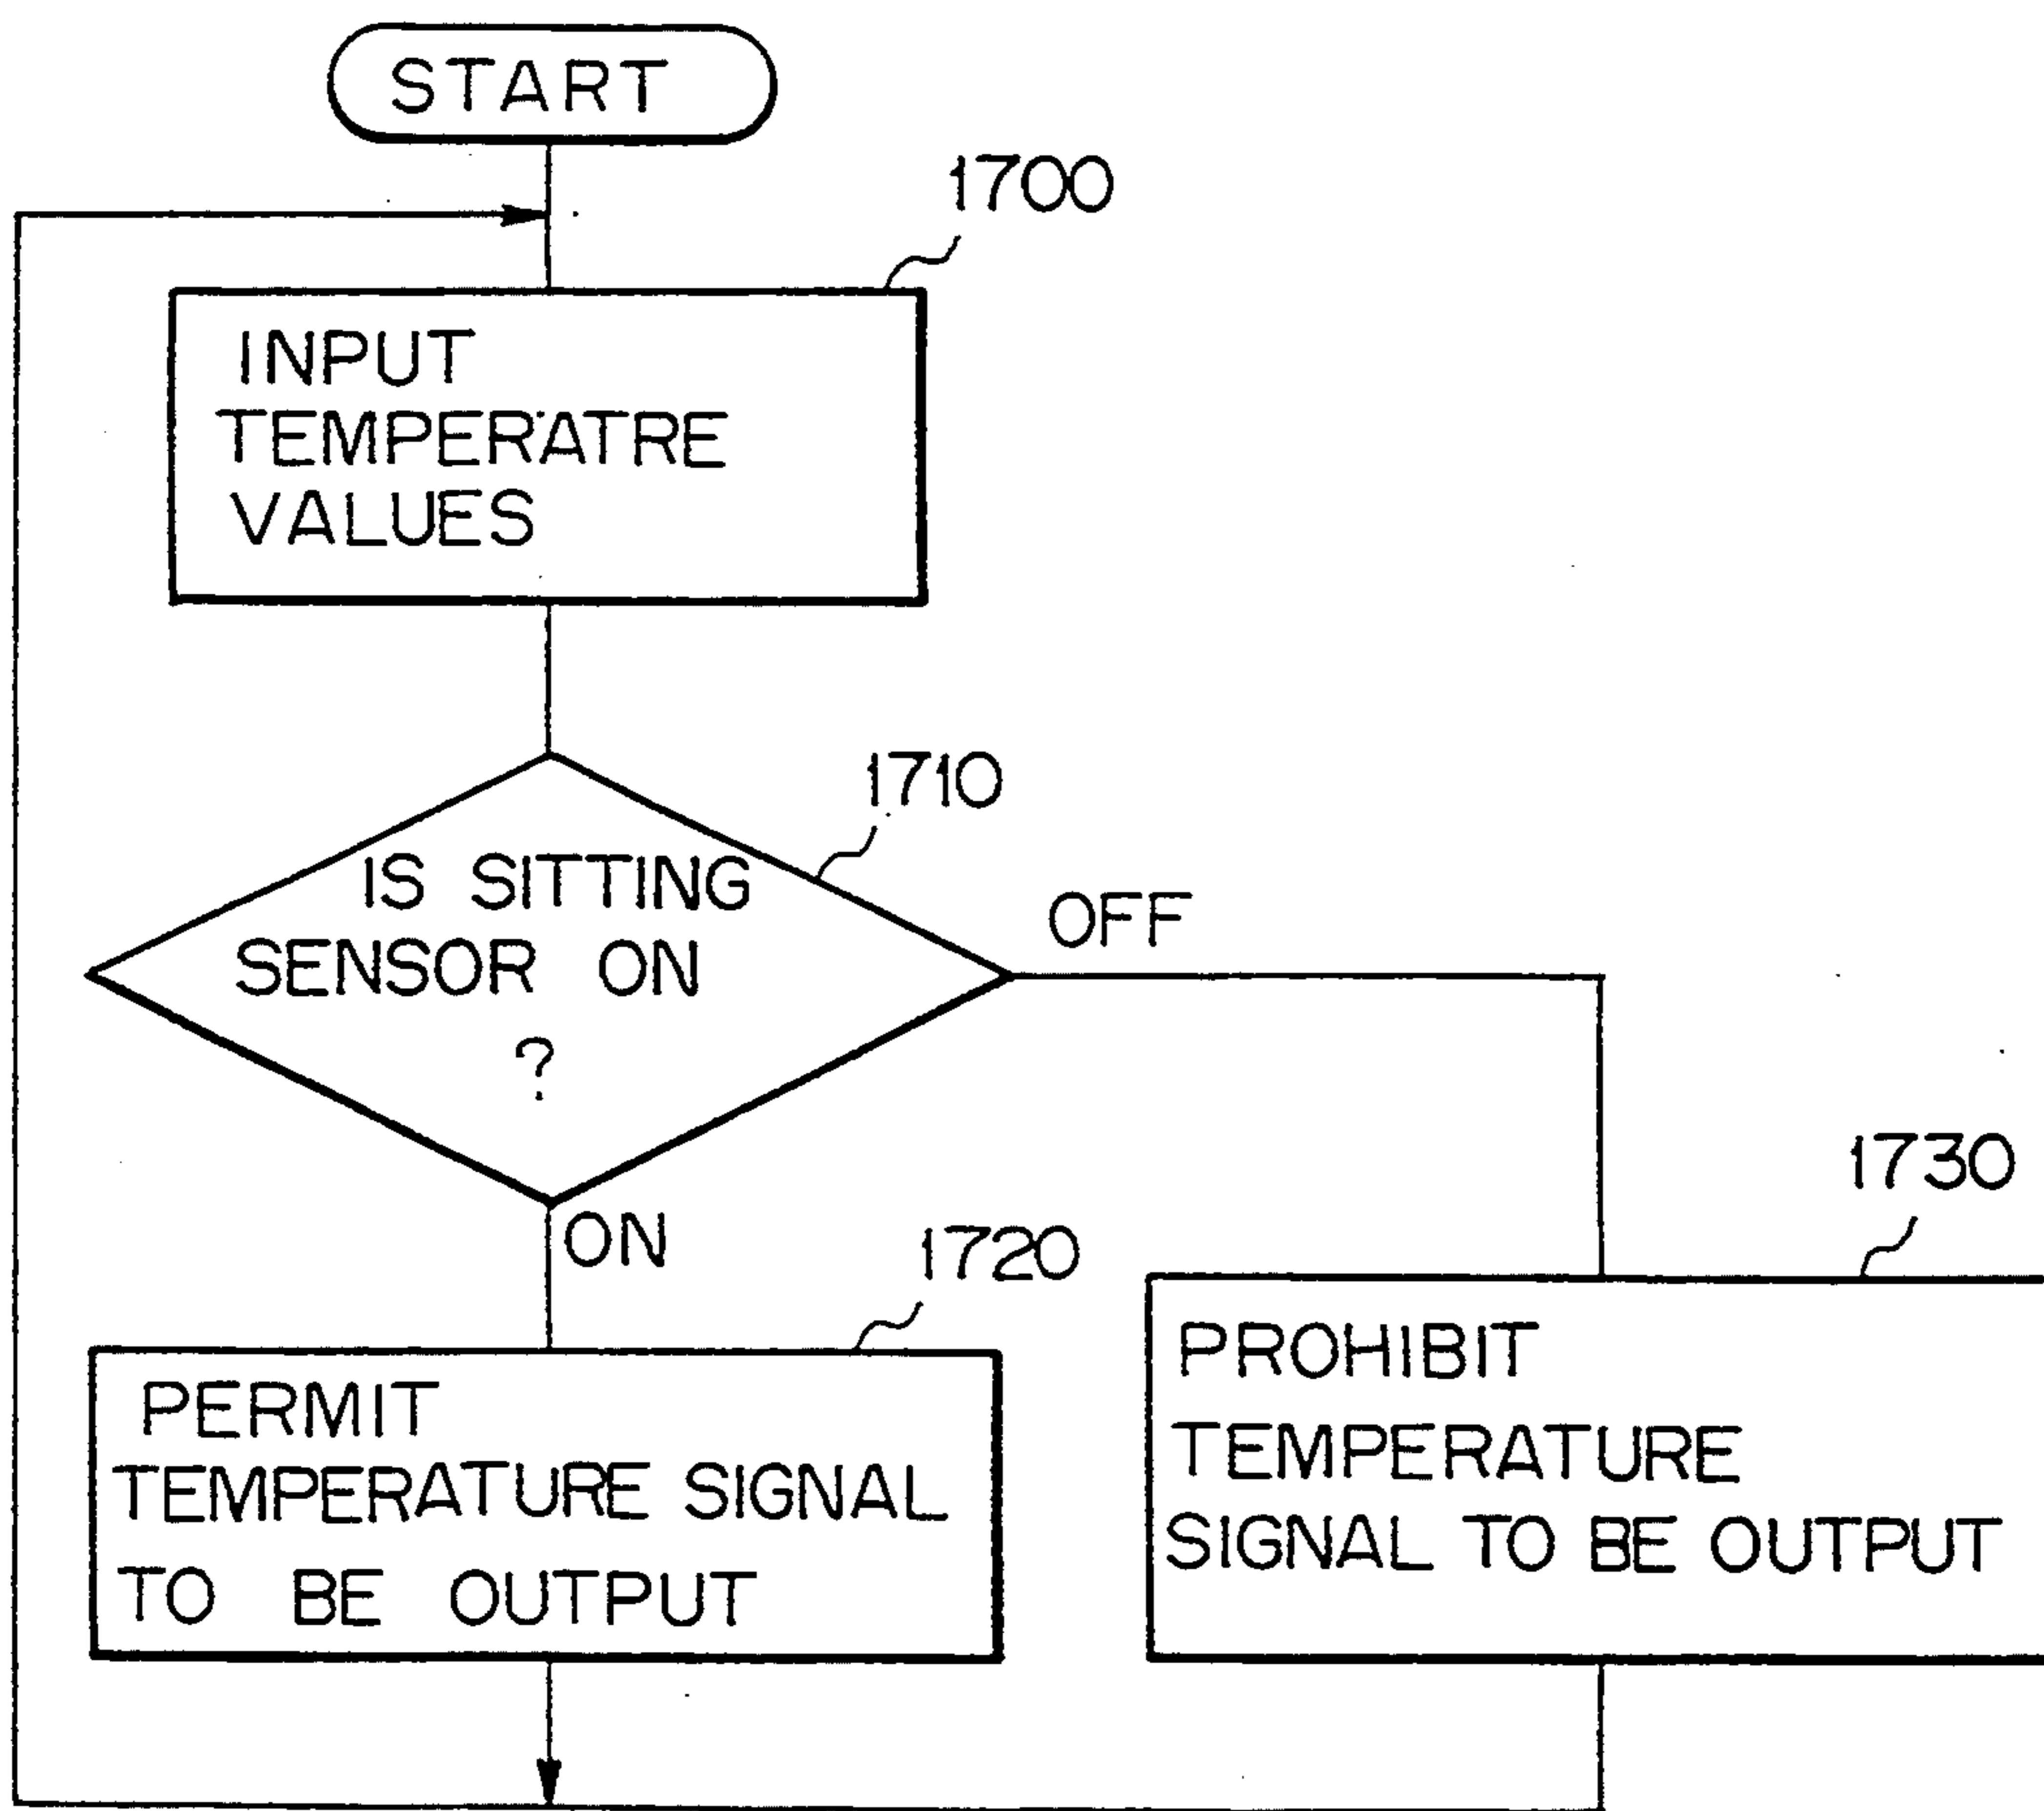 START
1700
INPUT
TEMPERATRE
VALUES
1710
IS SITTING
SENSOR ON
?
OFF
ON
1720
PERMIT
TEMPERATURE SIGNAL
TO BE OUTPUT
1730
PROHIBIT
TEMPERATURE
SIGNAL TO BE OUTPUT